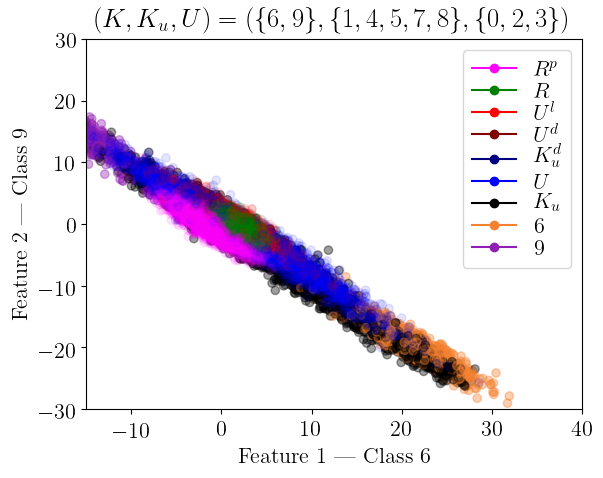 (K, K_u, U) = ({6, 9}, {1, 4, 5, 7, 8}, {0, 2, 3})
30
20
10
0
−10
−20
−30
Feature 2 — Class 9
R^p
R
U^l
U^d
K_u^d
U
K_u
6
9
−10
0
10
20
30
40
Feature 1 — Class 6